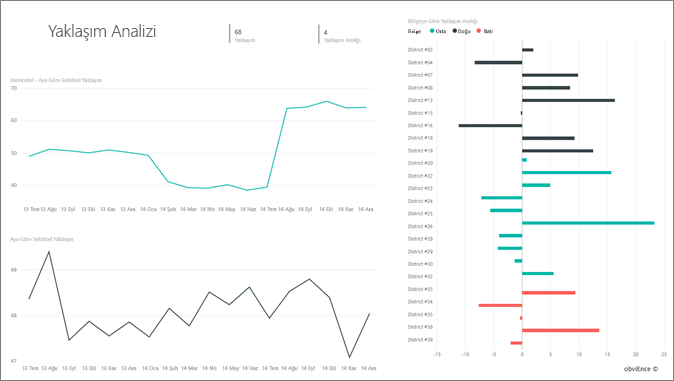 Yaklaşım Analizi
68
Yaklaşım
4
Yaklaşım Aralığı
VanArsdel - Aya Göre Sektörel Yaklaşım
70
60
50
40
13 Tem 13 Ağu 13 Eyl 13 Eki 13 Kas 13 Ara 14 Oca 14 Şub 14 Mar 14 Nis 14 May 14 Haz 14 Tem 14 Ağu 14 Eyl 14 Eki 14 Kas 14 Ara
Aya Göre Sektörel Yaklaşım
69
68
67
13 Tem 13 Ağu 13 Eyl 13 Eki 13 Kas 13 Ara 14 Oca 14 Şub 14 Mar 14 Nis 14 May 14 Haz 14 Tem 14 Ağu 14 Eyl 14 Eki 14 Kas 14 Ara
Bölgeye Göre Yaklaşım Aralığı
Bölge Orta Doğu Batı
District #02
District #04
District #07
District #08
District #13
District #15
District #16
District #18
District #19
District #20
District #22
District #23
District #24
District #25
District #26
District #28
District #29
District #30
District #32
District #33
District #34
District #35
District #38
District #39
-15 -10 -5 0 5 10 15 20 25
obviEnce ©